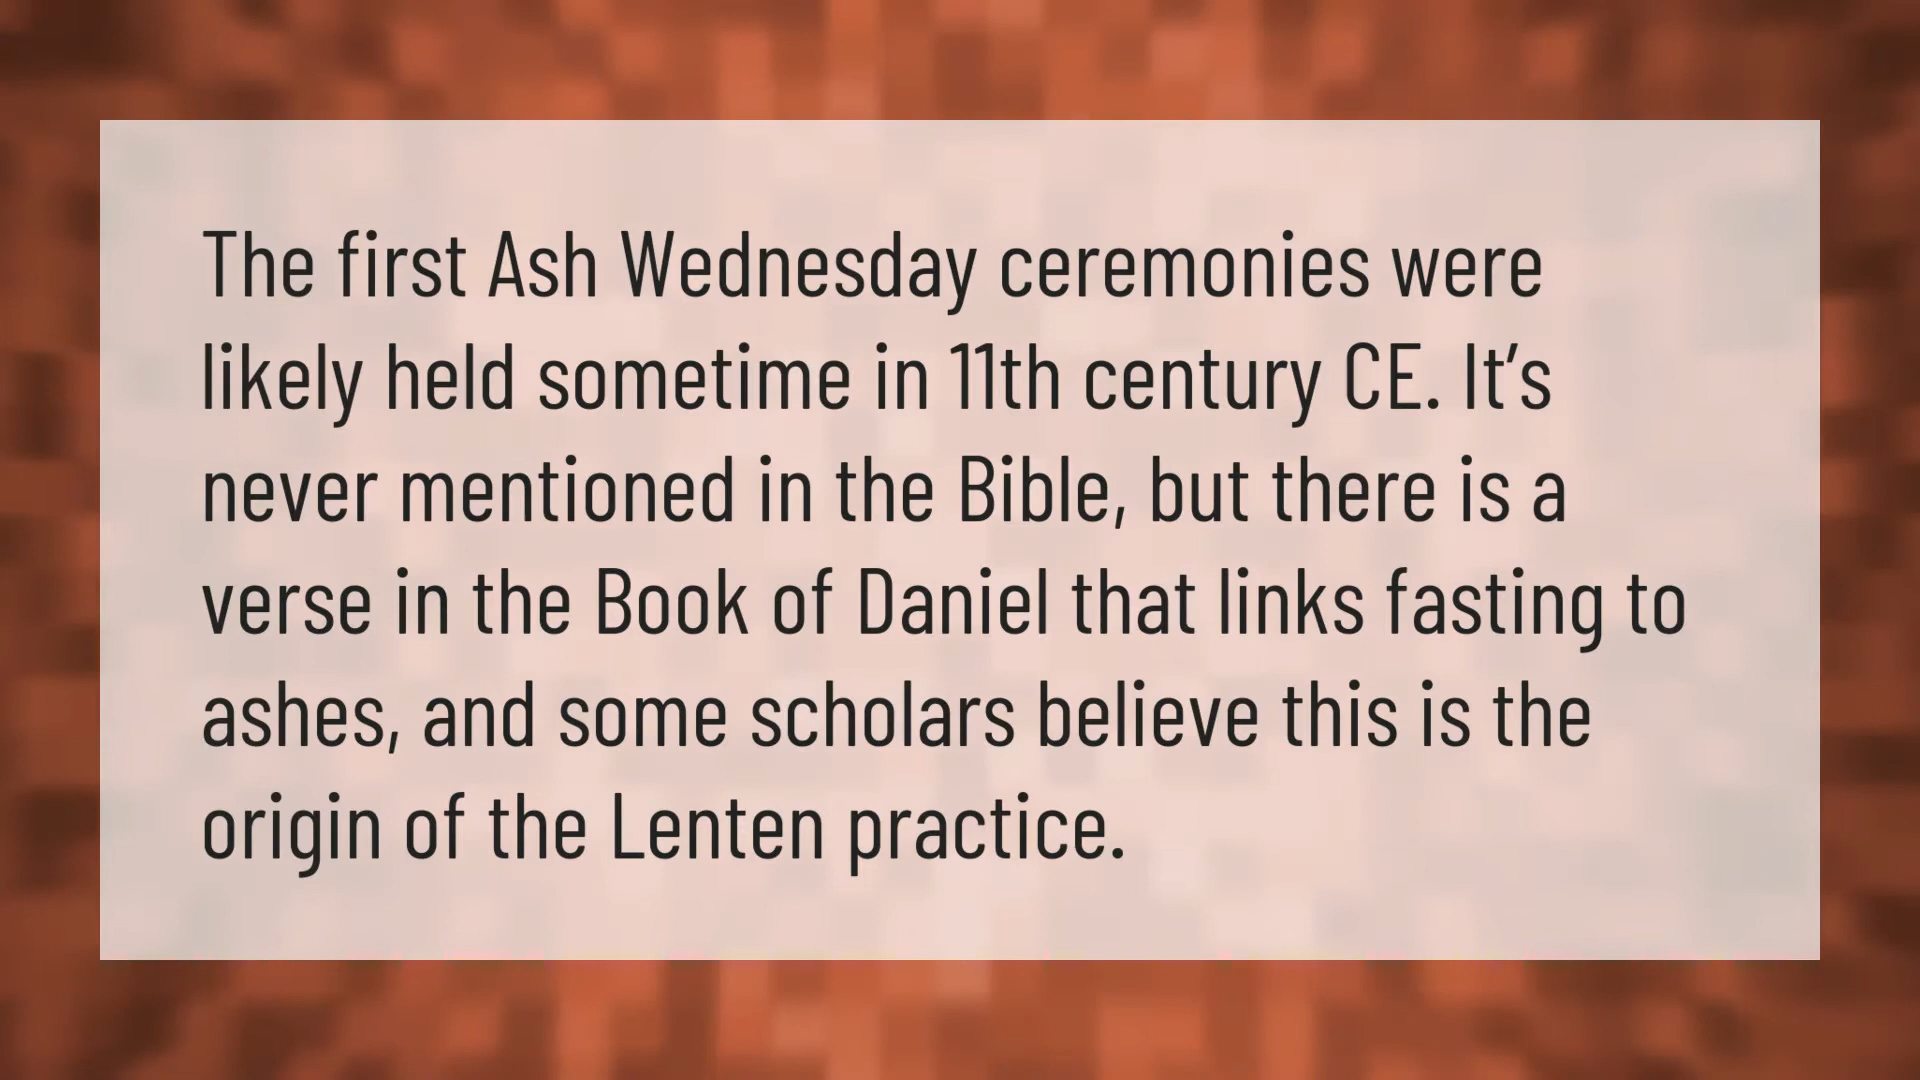 The first Ash Wednesday ceremonies were
likely held sometime in 11th century CE. It’s
never mentioned in the Bible, but there is a
verse in the Book of Daniel that links fasting to
ashes, and some scholars believe this is the
origin of the Lenten practice.